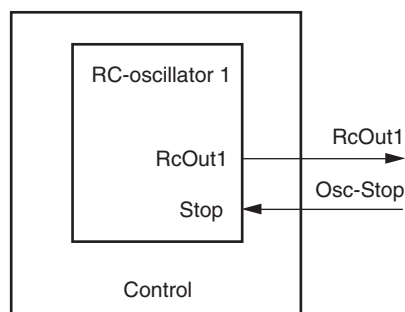 RC-oscillator 1
RcOut1
RcOut1
Osc-Stop
Stop
Control